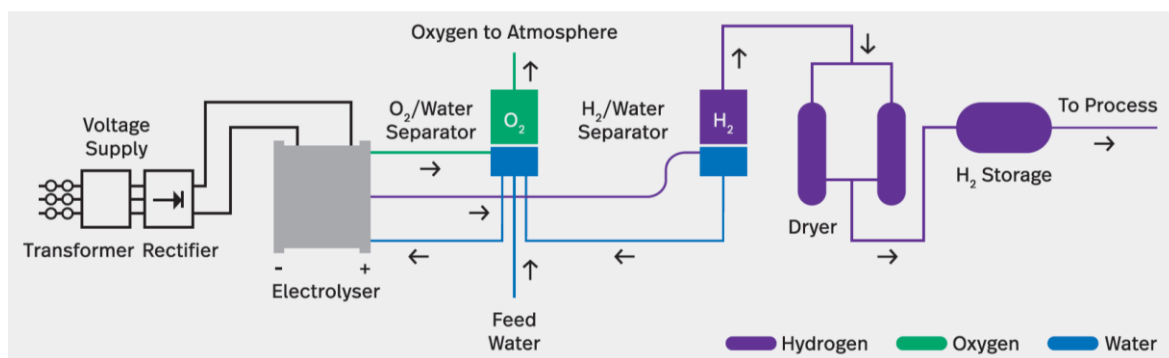 Oxygen to Atmosphere
Voltage
Supply
O₂/Water
Separator
O₂
H₂/Water
Separator
H₂
To Process
H₂ Storage
Dryer
Transformer
Rectifier
-
+
Electrolyser
Feed
Water
Hydrogen
Oxygen
Water